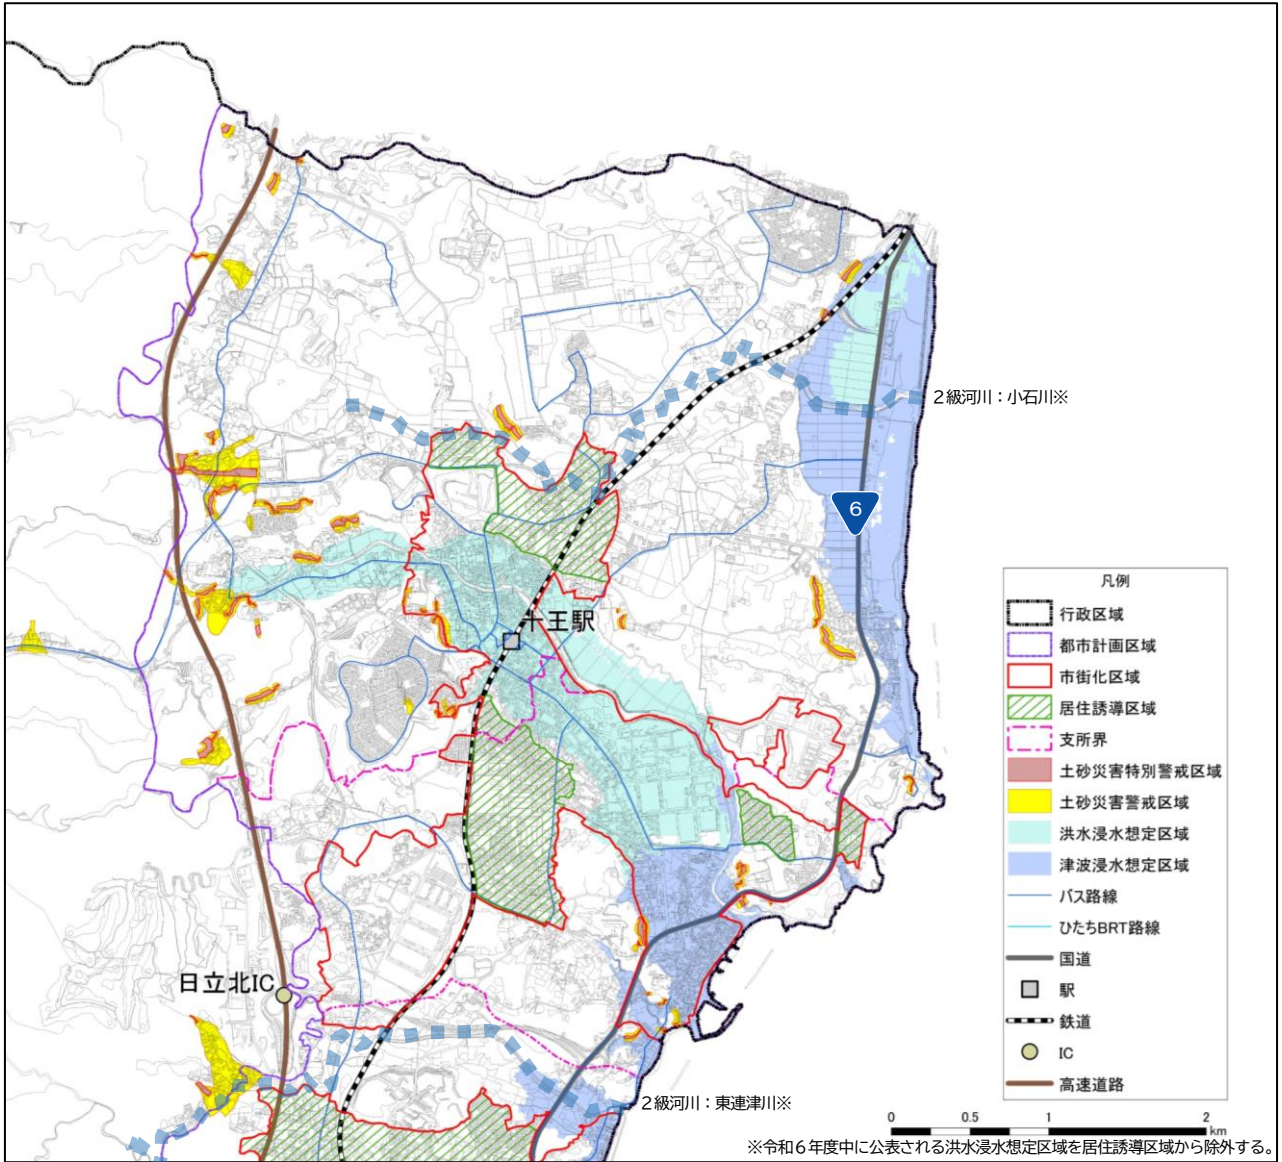 2級河川：小石川※
6
十王駅
凡例
行政区域
都市計画区域
市街化区域
居住誘導区域
支所界
土砂災害特別警戒区域
土砂災害警戒区域
洪水浸水想定区域
津波浸水想定区域
バス路線
ひたちBRT路線
国道
駅
鉄道
IC
高速道路
日立北IC
2級河川：東連津川※
0 0.5 1 2
km
※令和6年度中に公表される洪水浸水想定区域を居住誘導区域から除外する。